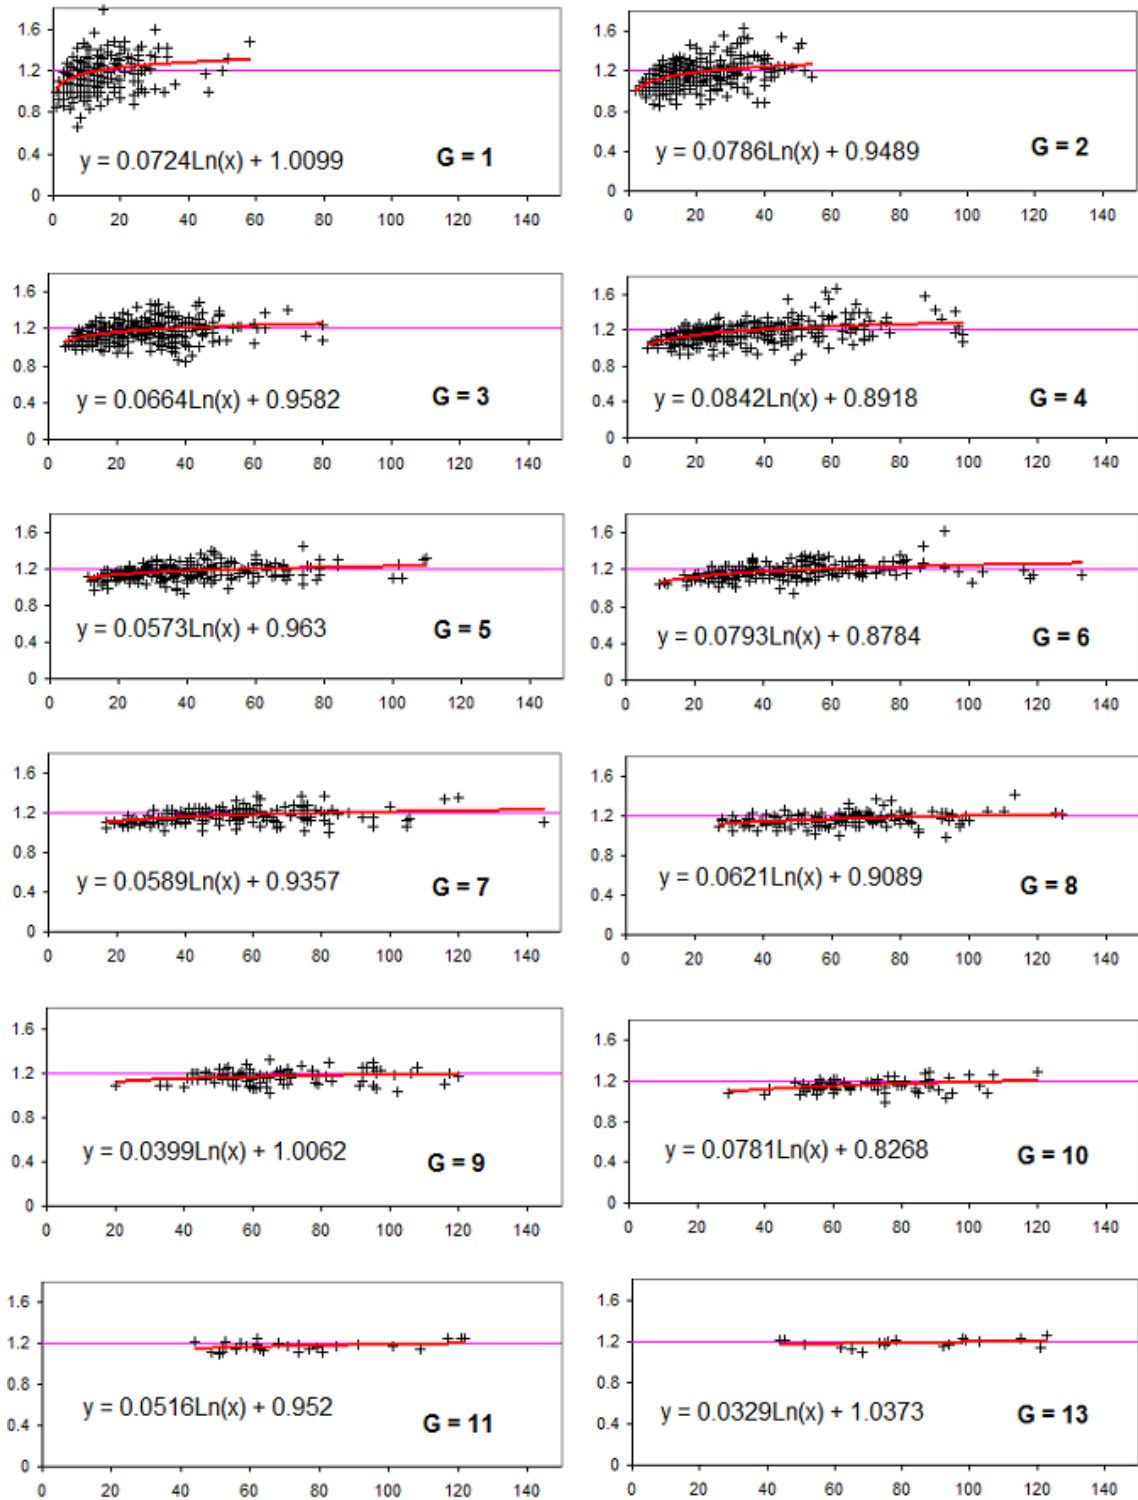 1.6
1.2
0.8
0.4
0
y = 0.0724Ln(x) + 1.0099 G = 1
0 20 40 60 80 100 120 140
1.6
1.2
0.8
0.4
0
y = 0.0786Ln(x) + 0.9489 G = 2
0 20 40 60 80 100 120 140
1.6
1.2
0.8
0.4
0
y = 0.0664Ln(x) + 0.9582 G = 3
0 20 40 60 80 100 120 140
1.6
1.2
0.8
0.4
0
y = 0.0842Ln(x) + 0.8918 G = 4
0 20 40 60 80 100 120 140
1.6
1.2
0.8
0.4
0
y = 0.0573Ln(x) + 0.963 G = 5
0 20 40 60 80 100 120 140
1.6
1.2
0.8
0.4
0
y = 0.0793Ln(x) + 0.8784 G = 6
0 20 40 60 80 100 120 140
1.6
1.2
0.8
0.4
0
y = 0.0589Ln(x) + 0.9357 G = 7
0 20 40 60 80 100 120 140
1.6
1.2
0.8
0.4
0
y = 0.0621Ln(x) + 0.9089 G = 8
0 20 40 60 80 100 120 140
1.6
1.2
0.8
0.4
0
y = 0.0399Ln(x) + 1.0062 G = 9
0 20 40 60 80 100 120 140
1.6
1.2
0.8
0.4
0
y = 0.0781Ln(x) + 0.8268 G = 10
0 20 40 60 80 100 120 140
1.6
1.2
0.8
0.4
0
y = 0.0516Ln(x) + 0.952 G = 11
0 20 40 60 80 100 120 140
1.6
1.2
0.8
0.4
0
y = 0.0329Ln(x) + 1.0373 G = 13
0 20 40 60 80 100 120 140